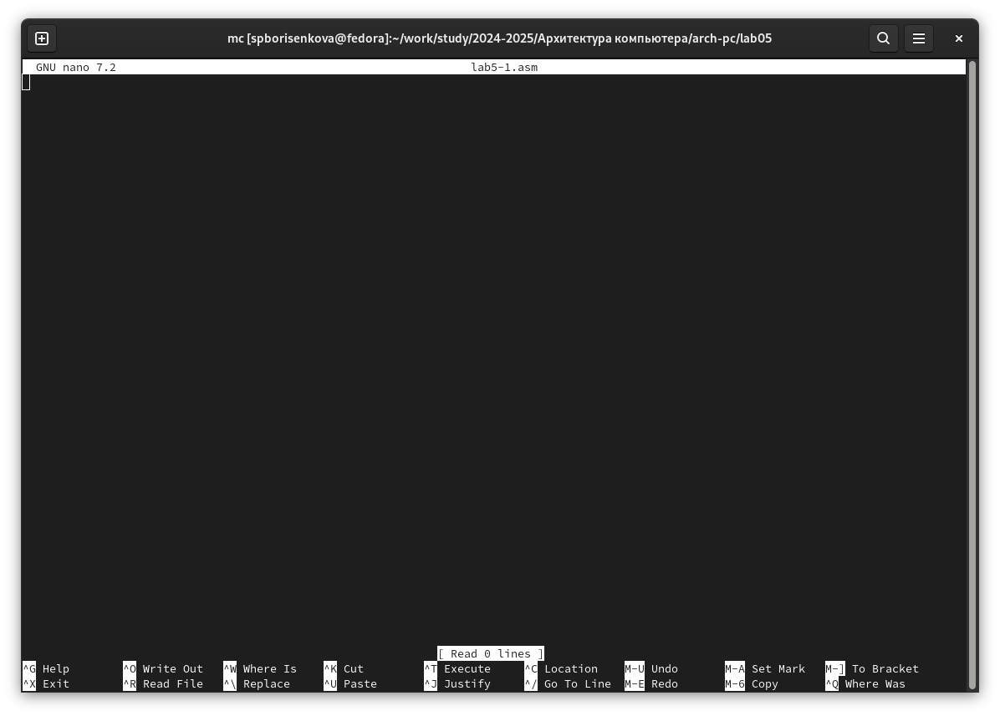 mc [spborisenkova@fedora]:~/work/study/2024-2025/Архитектура компьютера/arch-pc/lab05
GNU nano 7.2 lab5-1.asm
[ Read 0 lines ]
^G Help ^O Write Out ^W Where Is ^K Cut ^T Execute ^C Location M-U Undo M-A Set Mark M-] To Bracket
^X Exit ^R Read File ^\ Replace ^U Paste ^J Justify ^/ Go To Line M-E Redo M-6 Copy ^Q Where Was